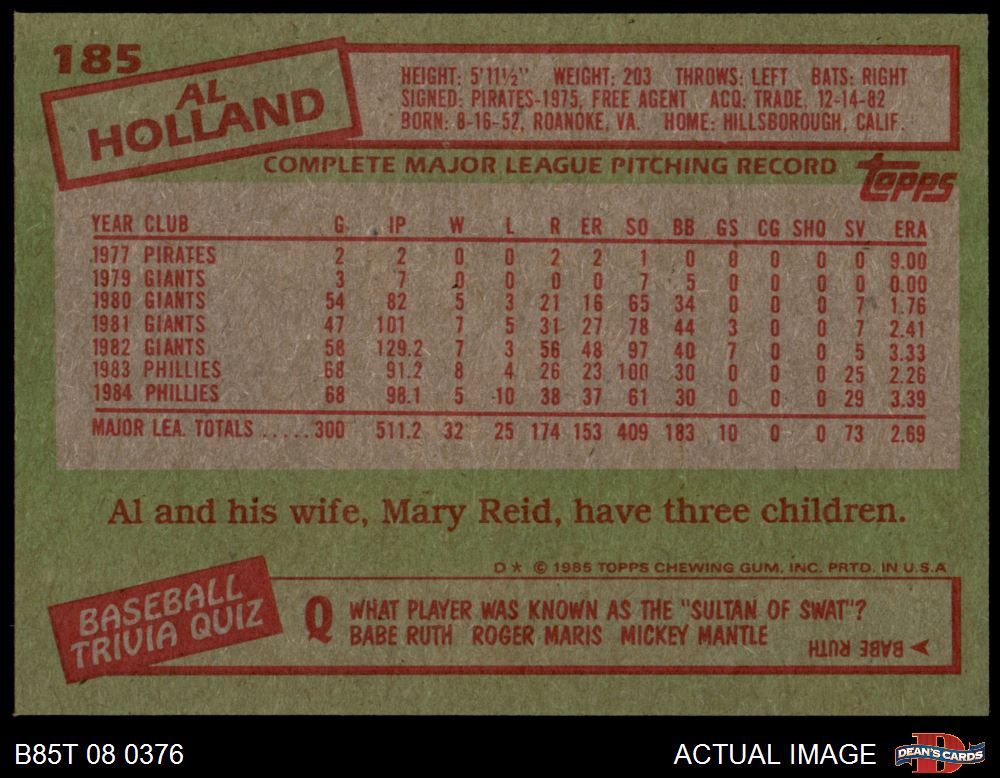 185
AL
HOLLAND
HEIGHT: 5'11½" WEIGHT: 203 THROWS: LEFT BATS: RIGHT
SIGNED: PIRATES-1975, FREE AGENT ACQ: TRADE, 12-14-82
BORN: 8-16-52, ROANOKE, VA. HOME: HILLSBOROUGH, CALIF.
COMPLETE MAJOR LEAGUE PITCHING RECORD
topps
YEAR CLUB G IP W L R ER SO BB GS CG SHO SV ERA
1977 PIRATES 2 2 0 0 2 2 1 0 0 0 0 0 9.00
1979 GIANTS 3 7 0 0 0 0 7 5 0 0 0 0 0.00
1980 GIANTS 54 82 5 3 21 16 65 34 0 0 0 7 1.76
1981 GIANTS 47 101 7 5 31 27 78 44 3 0 0 7 2.41
1982 GIANTS 58 129.2 7 3 56 48 97 40 7 0 0 5 3.33
1983 PHILLIES 68 91.2 8 4 26 23 100 30 0 0 0 25 2.26
1984 PHILLIES 68 98.1 5 10 38 37 61 30 0 0 0 29 3.39
MAJOR LEA. TOTALS .....300 511.2 32 25 174 153 409 183 10 0 0 73 2.69
Al and his wife, Mary Reid, have three children.
D* © 1985 TOPPS CHEWING GUM, INC. PRTD. IN U.S.A
BASEBALL
TRIVIA QUIZ
Q WHAT PLAYER WAS KNOWN AS THE "SULTAN OF SWAT"?
BABE RUTH ROGER MARIS MICKEY MANTLE
BABE RUTH
B85T 08 0376
ACTUAL IMAGE
D
DEAN'S CARDS